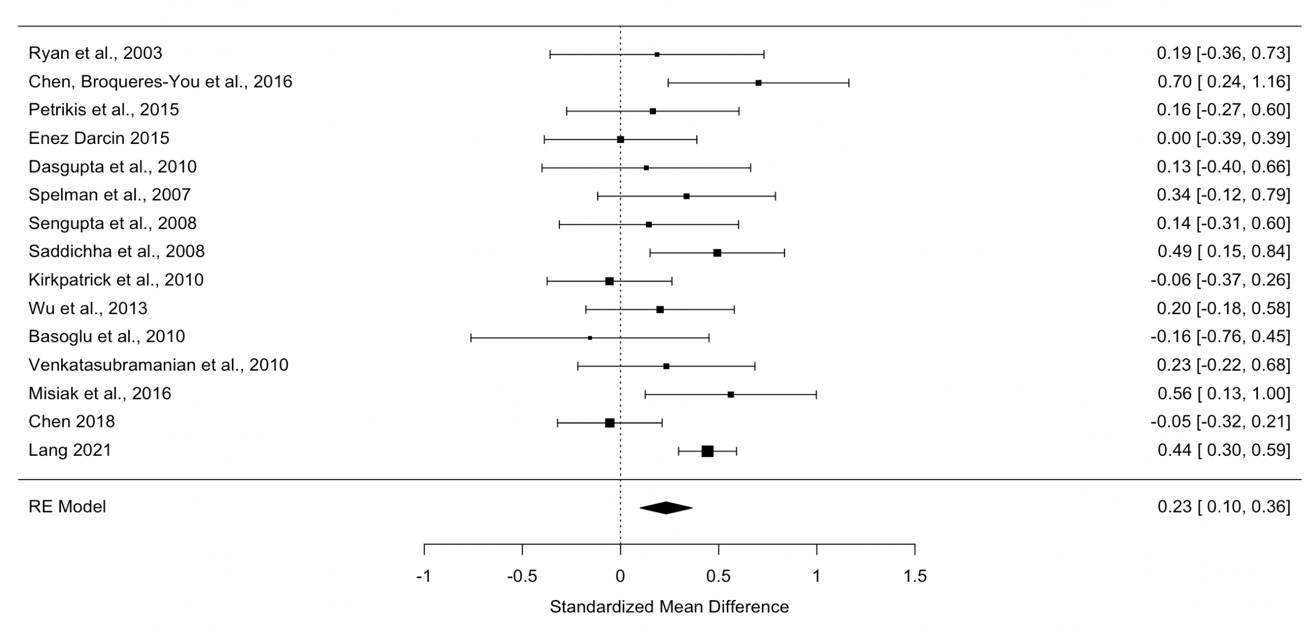 Ryan et al., 2003 0.19 [-0.36, 0.73]
Chen, Broqueres-You et al., 2016 0.70 [ 0.24, 1.16]
Petrikis et al., 2015 0.16 [-0.27, 0.60]
Enez Darcin 2015 0.00 [-0.39, 0.39]
Dasgupta et al., 2010 0.13 [-0.40, 0.66]
Spelman et al., 2007 0.34 [-0.12, 0.79]
Sengupta et al., 2008 0.14 [-0.31, 0.60]
Saddichha et al., 2008 0.49 [ 0.15, 0.84]
Kirkpatrick et al., 2010 -0.06 [-0.37, 0.26]
Wu et al., 2013 0.20 [-0.18, 0.58]
Basoglu et al., 2010 -0.16 [-0.76, 0.45]
Venkatasubramanian et al., 2010 0.23 [-0.22, 0.68]
Misiak et al., 2016 0.56 [ 0.13, 1.00]
Chen 2018 -0.05 [-0.32, 0.21]
Lang 2021 0.44 [ 0.30, 0.59]
RE Model 0.23 [ 0.10, 0.36]
-1 -0.5 0 0.5 1 1.5
Standardized Mean Difference